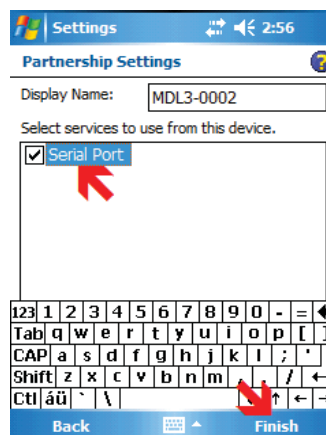 Settings 2:56
Partnership Settings ?
Display Name: MDL3-0002
Select services to use from this device.
Serial Port
123 1 2 3 4 5 6 7 8 9 0 - =
Tab q w e r t y u i o p [ ]
CAP a s d f g h j k l ; '
Shift z x c v b n m , . /
Ctl áü ` \
Back Finish